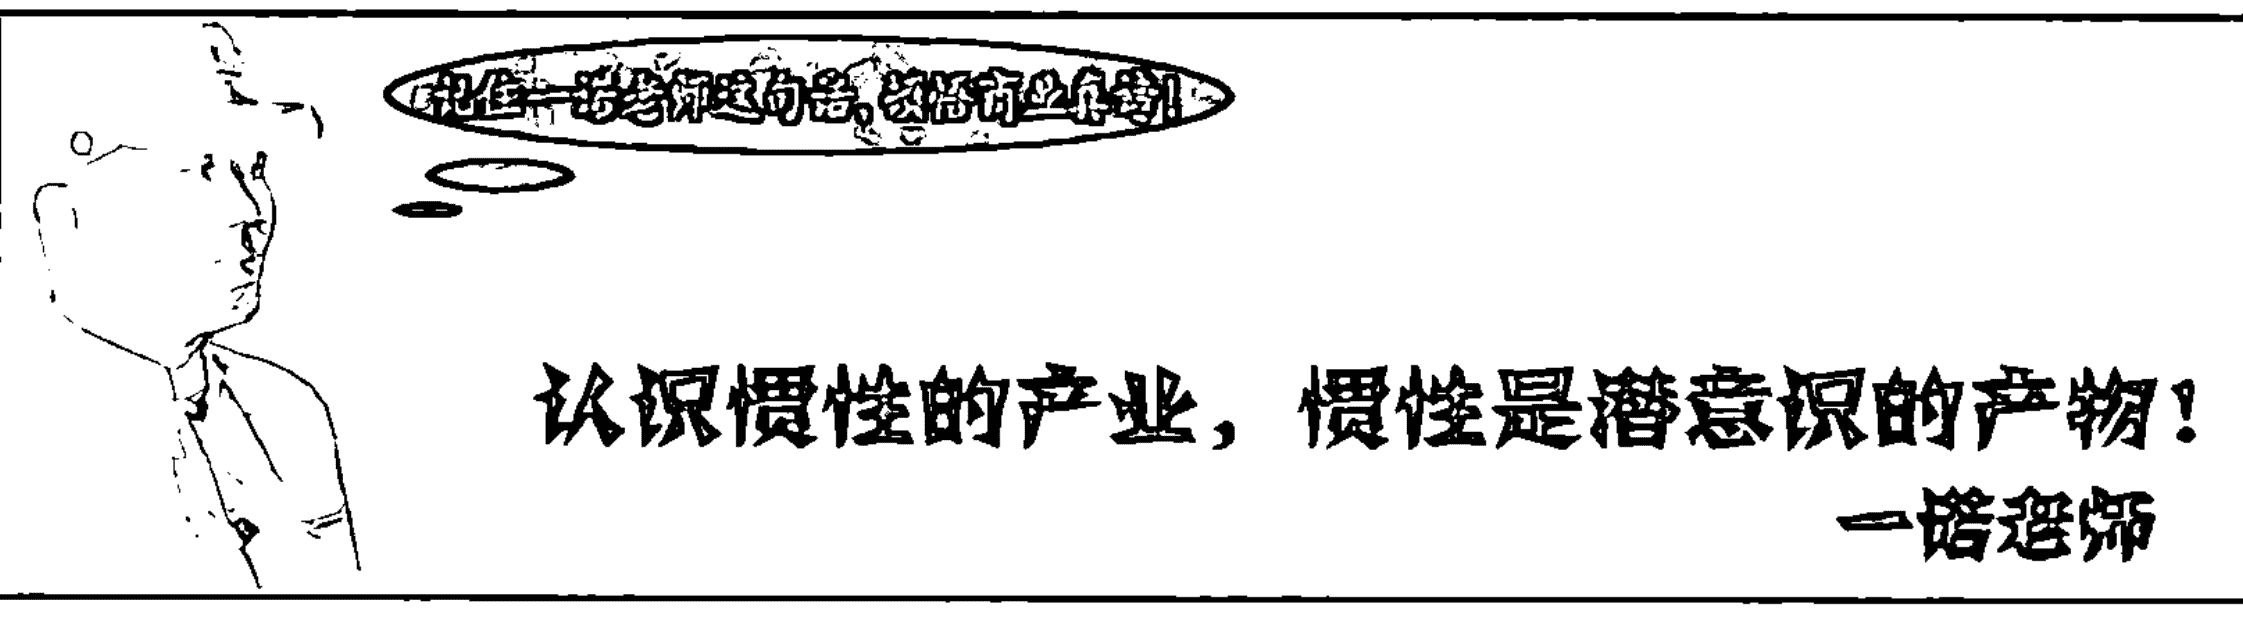 记住一诺老师这句话,领悟商业真谛!
认识惯性的产业,惯性是潜意识的产物!
一诺老师